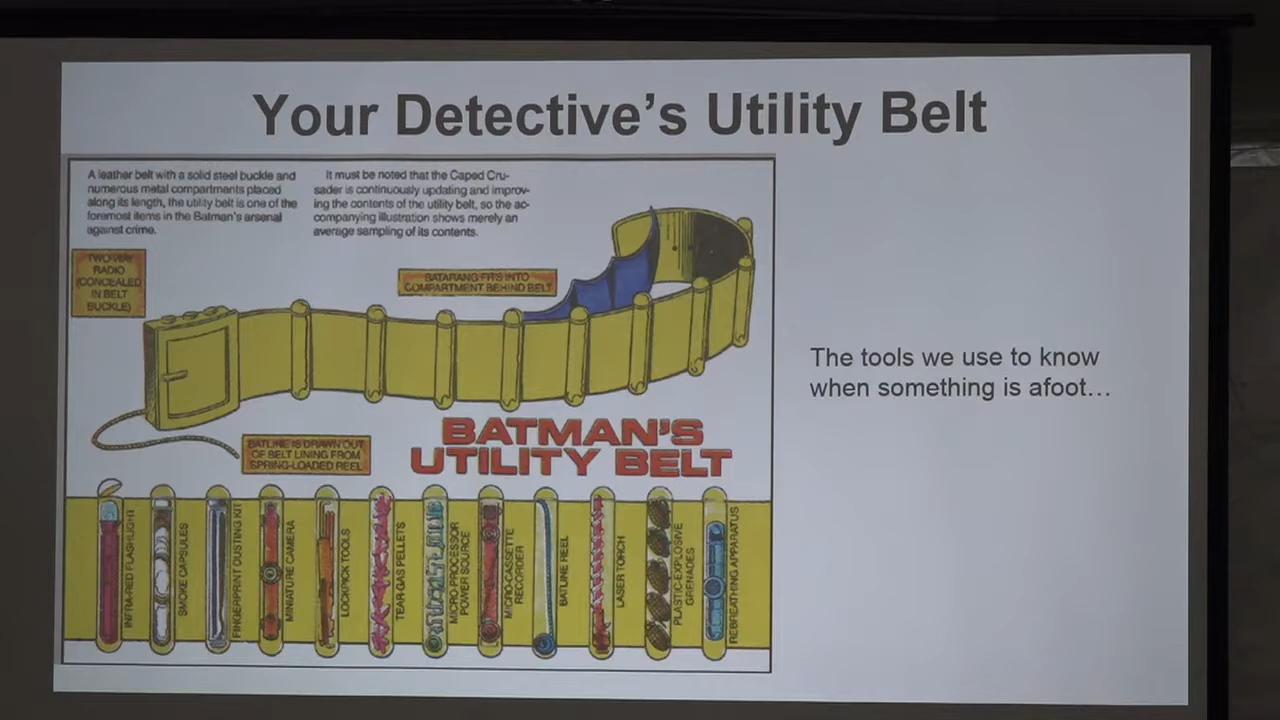 Your Detective's Utility Belt
A leather belt with a solid steel buckle and
numerous metal compartments placed
along its length, the utility belt is one of the
foremost items in the Batman's arsenal
against crime.
It must be noted that the Caped Cru-
sader is continuously updating and improv-
ing the contents of the utility belt, so the ac-
companying illustration shows merely an
average sampling of its contents.
TWO-WAY
RADIO
(CONCEALED
IN BELT
BUCKLE)
BATARANG FITS INTO
COMPARTMENT BEHIND BELT
The tools we use to know
when something is afoot...
BATLINE IS DRAWN OUT
OF BELT LINING FROM
SPRING-LOADED REEL
BATMAN'S
UTILITY BELT
INFRA-RED FLASHLIGHT
SMOKE CAPSULES
FINGERPRINT DUSTING KIT
MINIATURE CAMERA
LOCKPICK TOOLS
TEAR-GAS PELLETS
MICRO-PROCESSOR
POWER SOURCE
MICRO-CASSETTE
RECORDER
BATLINE REEL
LASER TORCH
PLASTIC-EXPLOSIVE
GRENADES
REBREATHING APPARATUS